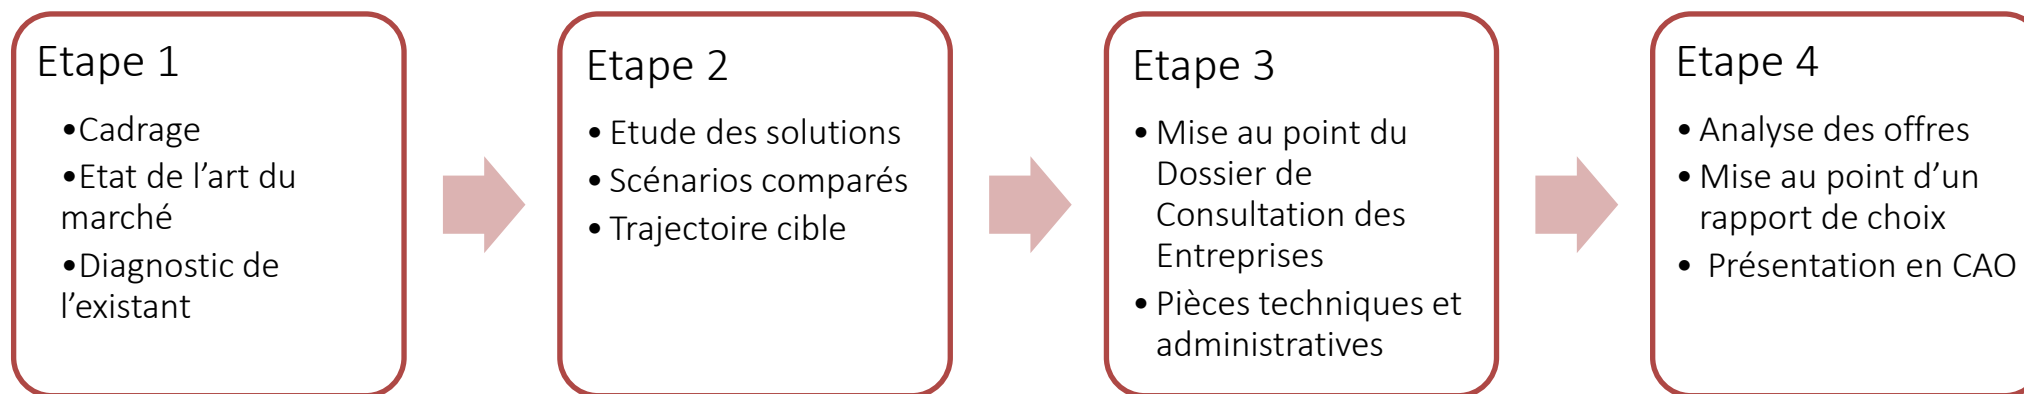 Etape 1
•Cadrage
•Etat de l’art du
marché
•Diagnostic de
l’existant
Etape 2
• Etude des solutions
• Scénarios comparés
• Trajectoire cible
Etape 3
• Mise au point du
Dossier de
Consultation des
Entreprises
• Pièces techniques et
administratives
Etape 4
• Analyse des offres
• Mise au point d’un
rapport de choix
• Présentation en CAO